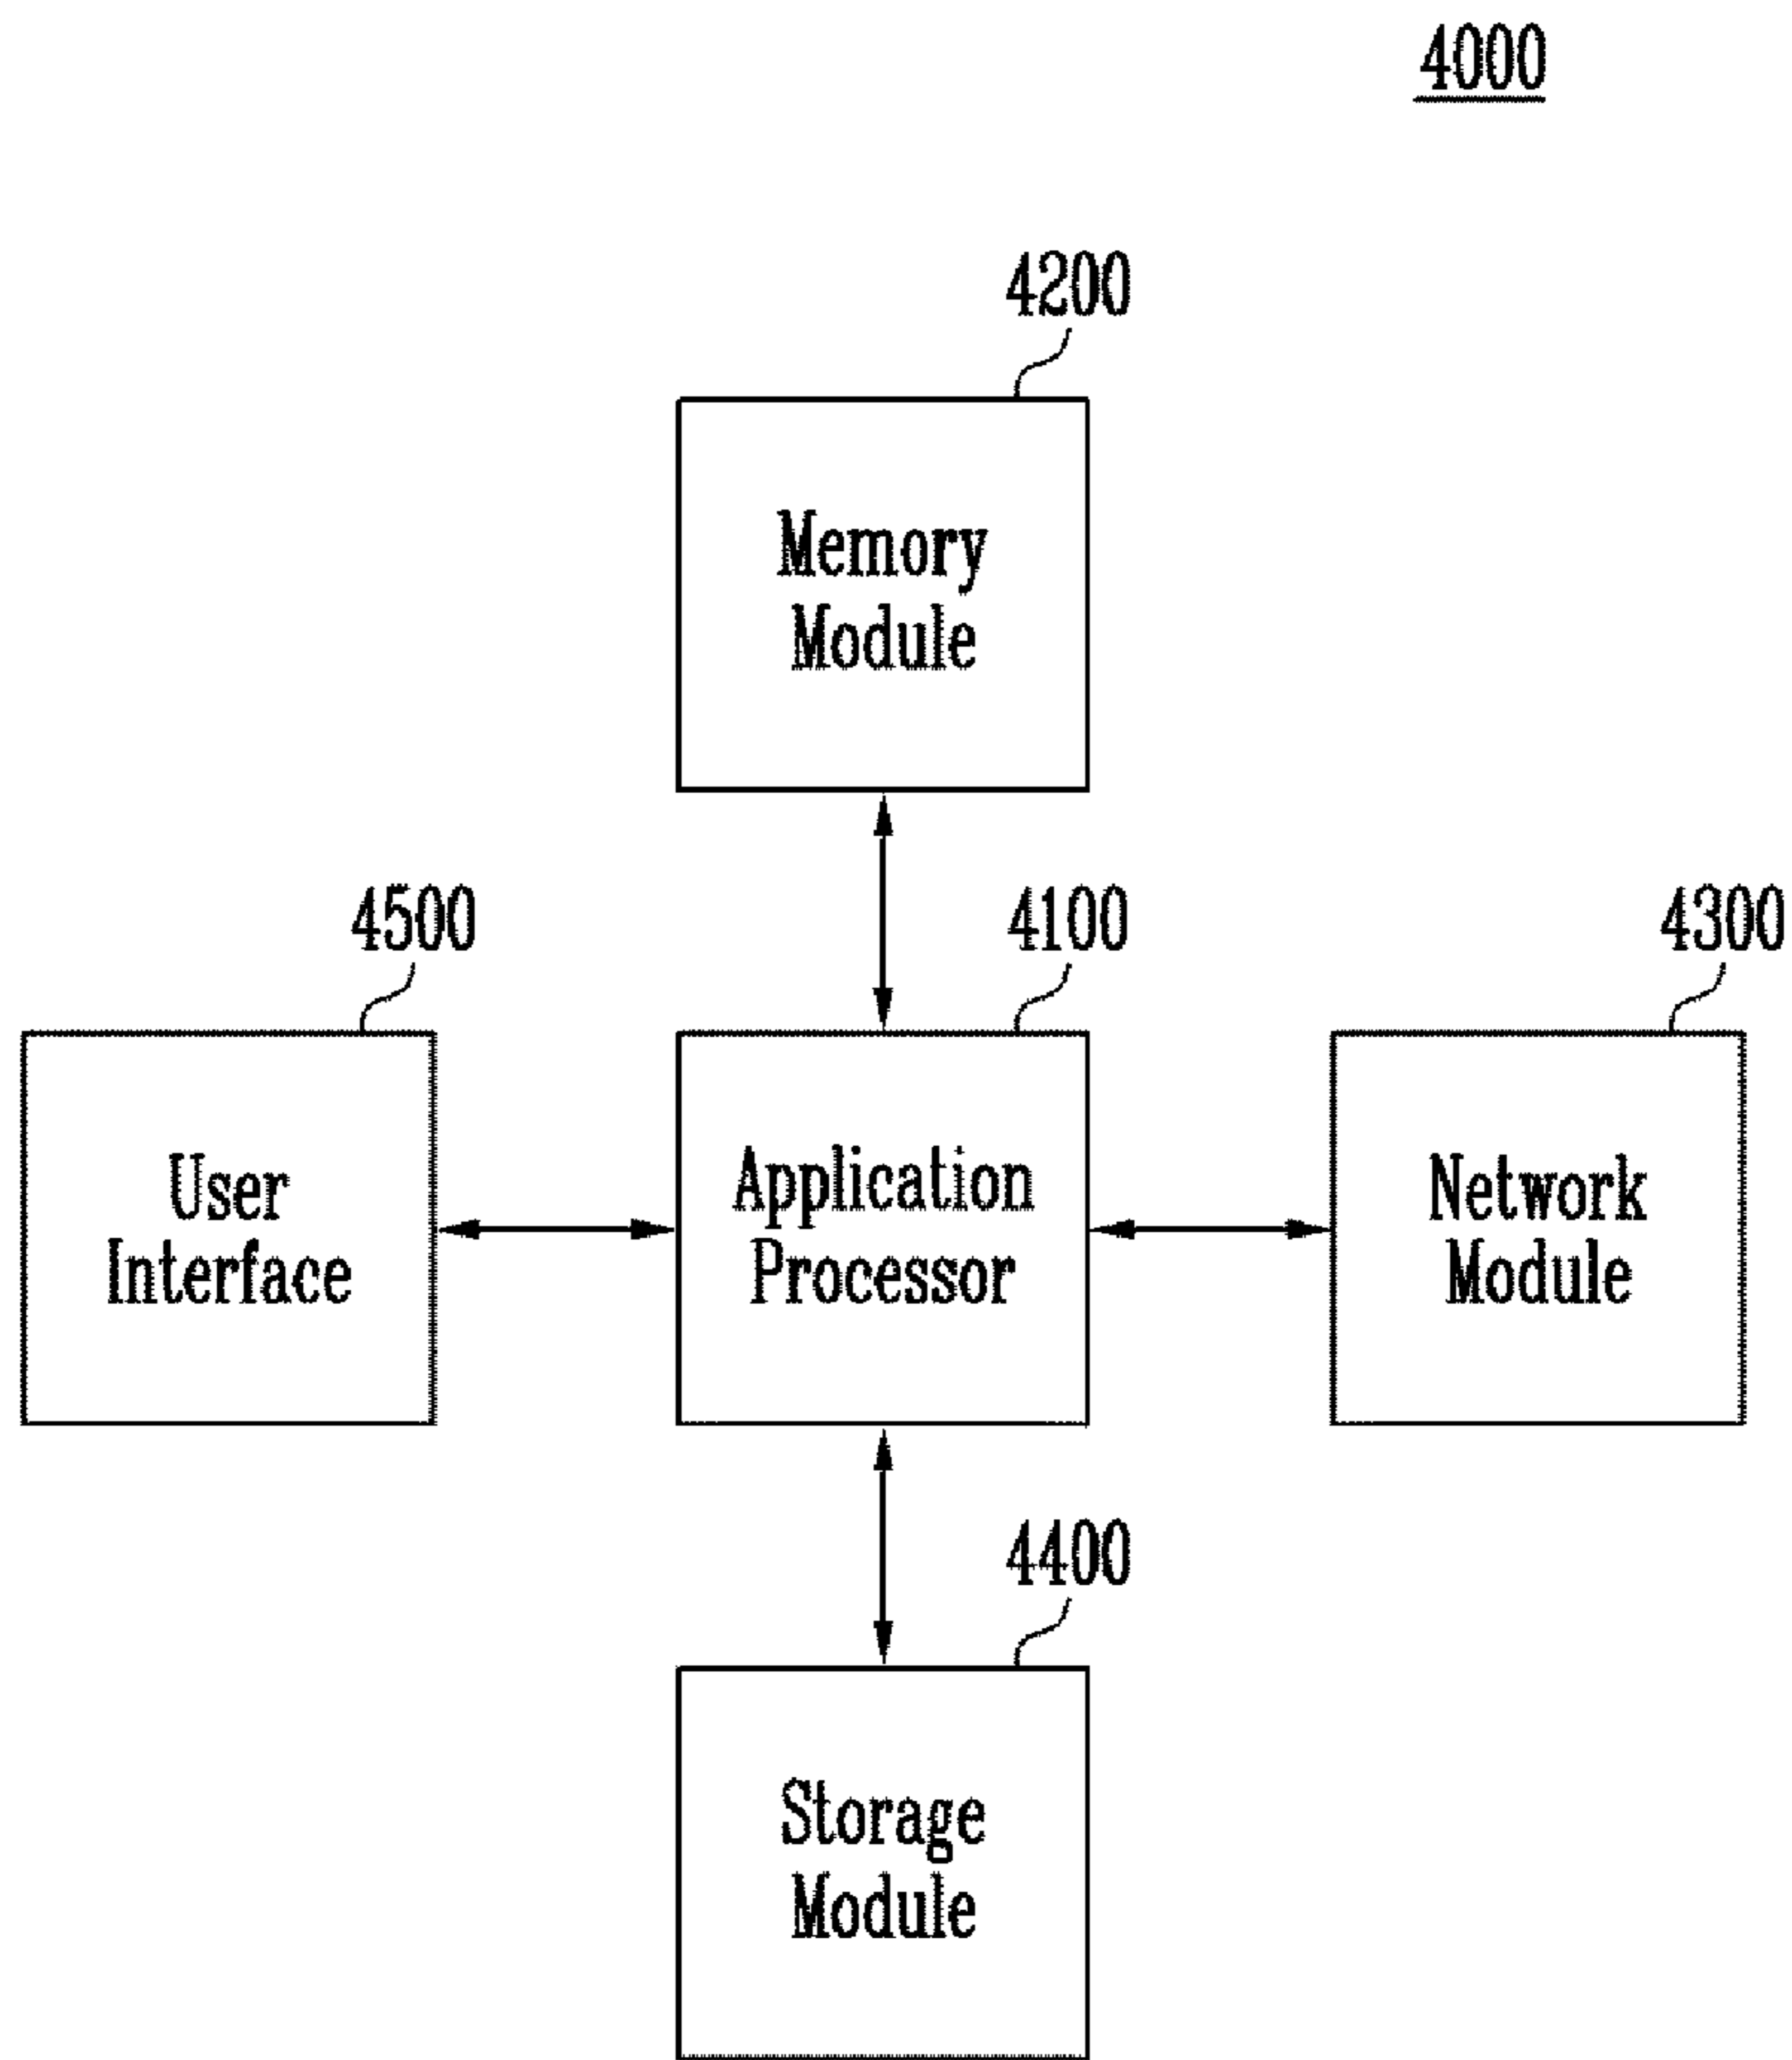 4000
4200
Memory
Module
4500
4100
4300
User
Interface
Application
Processor
Network
Module
4400
Storage
Module